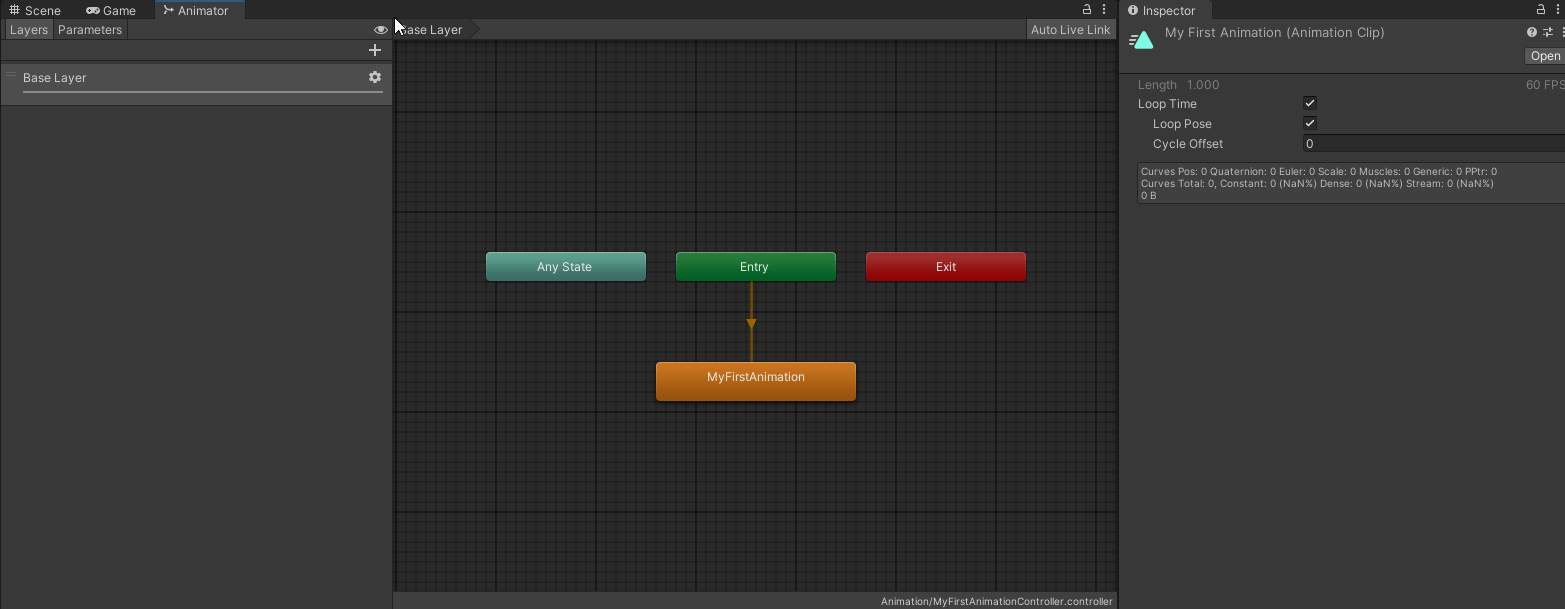 Scene Game Animator
Layers Parameters
Base Layer
Base Layer
Auto Live Link
Any State
Entry
Exit
MyFirstAnimation
Animation/MyFirstAnimationController.controller
Inspector
My First Animation (Animation Clip)
Open
Length 1.000 60 FPS
Loop Time
Loop Pose
Cycle Offset 0
Curves Pos: 0 Quaternion: 0 Euler: 0 Scale: 0 Muscles: 0 Generic: 0 PPtr: 0
Curves Total: 0, Constant: 0 (NaN%) Dense: 0 (NaN%) Stream: 0 (NaN%)
0 B